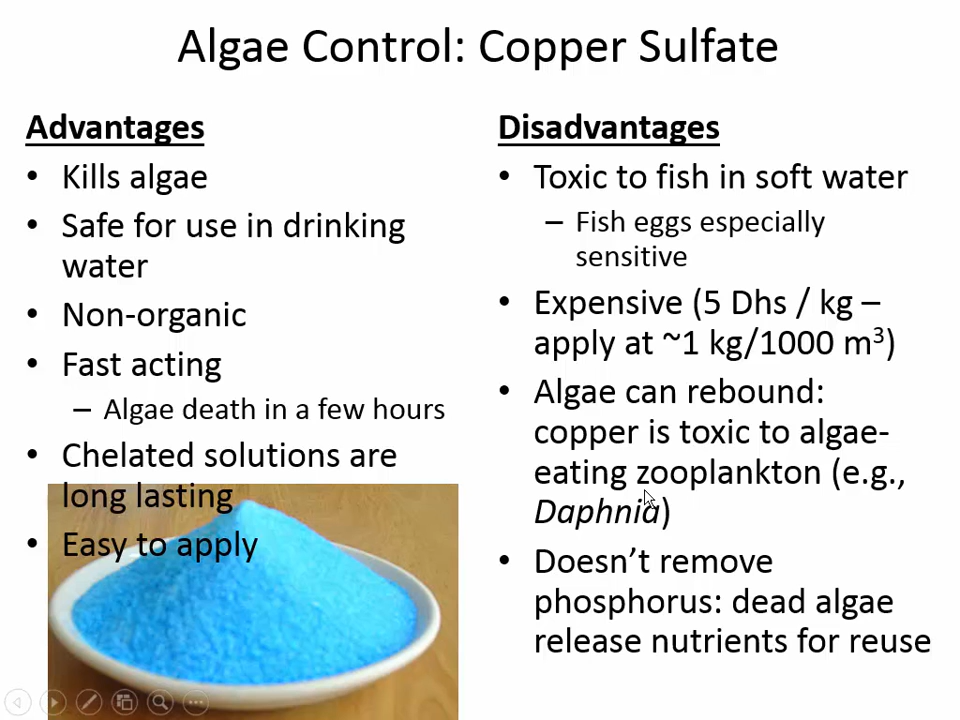 Algae Control: Copper Sulfate
Advantages
• Kills algae
• Safe for use in drinking
water
• Non-organic
• Fast acting
– Algae death in a few hours
• Chelated solutions are
long lasting
• Easy to apply
Disadvantages
• Toxic to fish in soft water
– Fish eggs especially
sensitive
• Expensive (5 Dhs / kg –
apply at ~1 kg/1000 m³)
• Algae can rebound:
copper is toxic to algae-
eating zooplankton (e.g.,
Daphnia)
• Doesn’t remove
phosphorus: dead algae
release nutrients for reuse